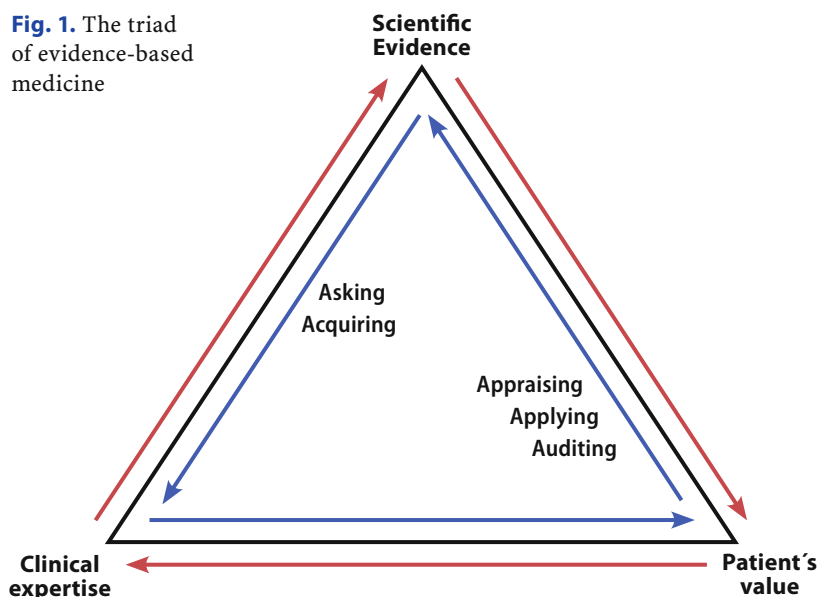 Fig. 1. The triad
of evidence-based
medicine
Scientific
Evidence
Asking
Acquiring
Appraising
Applying
Auditing
Clinical
expertise
Patient´s
value